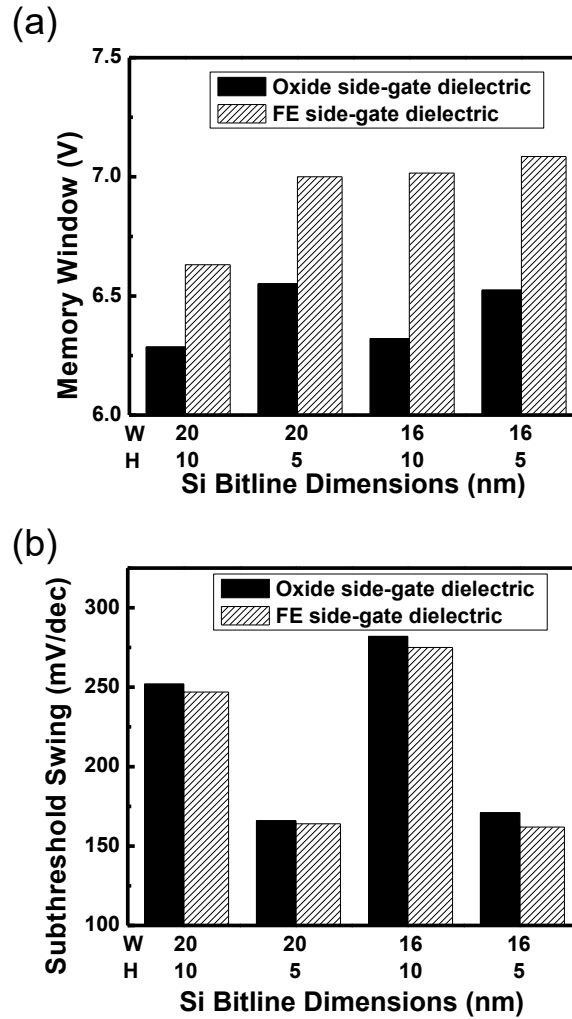 (a)
7.5
7.0
6.5
6.0
Memory Window (V)
Oxide side-gate dielectric
FE side-gate dielectric
W 20 20 16 16
H 10 5 10 5
Si Bitline Dimensions (nm)
(b)
300
250
200
150
100
Subthreshold Swing (mV/dec)
Oxide side-gate dielectric
FE side-gate dielectric
W 20 20 16 16
H 10 5 10 5
Si Bitline Dimensions (nm)